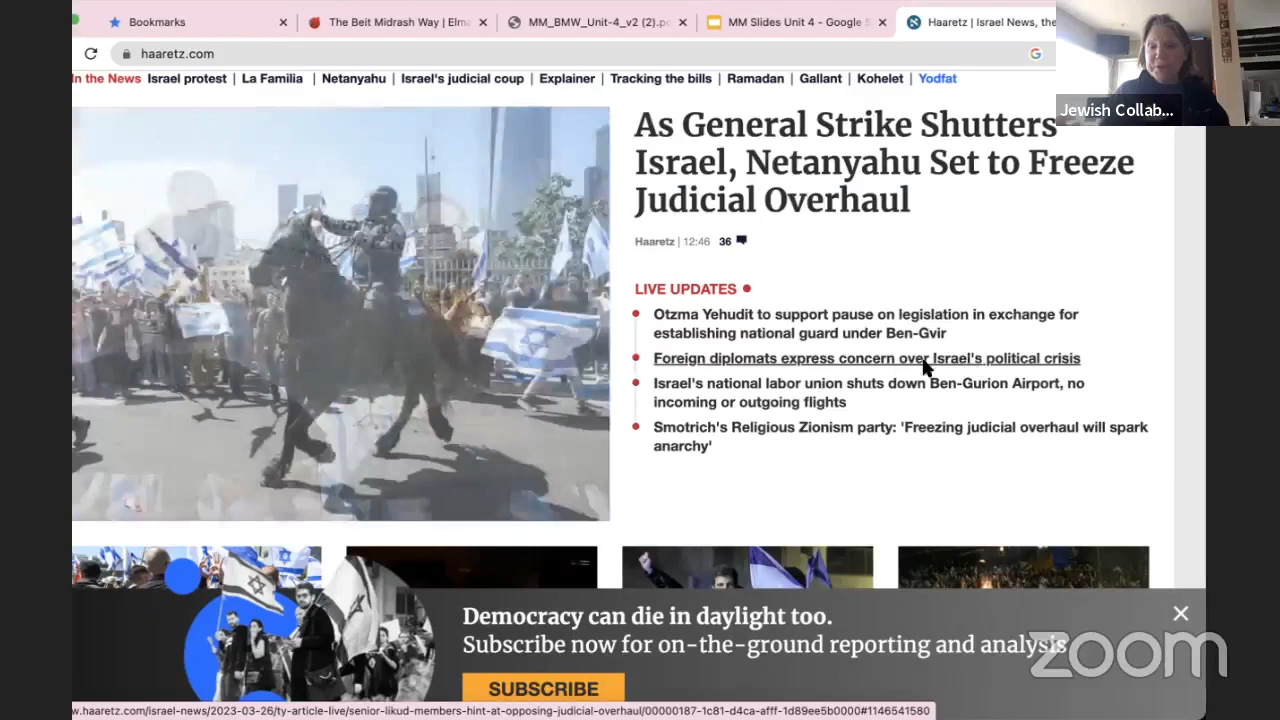 Bookmarks
The Beit Midrash Way | Elma
MM_BMW_Unit-4_v2 (2).p
MM Slides Unit 4 - Google S
Haaretz | Israel News, the
haaretz.com
In the News Israel protest | La Familia | Netanyahu | Israel's judicial coup | Explainer | Tracking the bills | Ramadan | Gallant | Kohelet | Yodfat
Jewish Collab...
As General Strike Shutters
Israel, Netanyahu Set to Freeze
Judicial Overhaul
Haaretz | 12:46 36
LIVE UPDATES
Otzma Yehudit to support pause on legislation in exchange for
establishing national guard under Ben-Gvir
Foreign diplomats express concern over Israel's political crisis
Israel's national labor union shuts down Ben-Gurion Airport, no
incoming or outgoing flights
Smotrich's Religious Zionism party: 'Freezing judicial overhaul will spark
anarchy'
Democracy can die in daylight too.
Subscribe now for on-the-ground reporting and analysis
SUBSCRIBE
zoom
w.haaretz.com/israel-news/2023-03-26/ty-article-live/senior-likud-members-hint-at-opposing-judicial-overhaul/00000187-1c81-d4ca-afff-1d89ee5b0000#1146541580